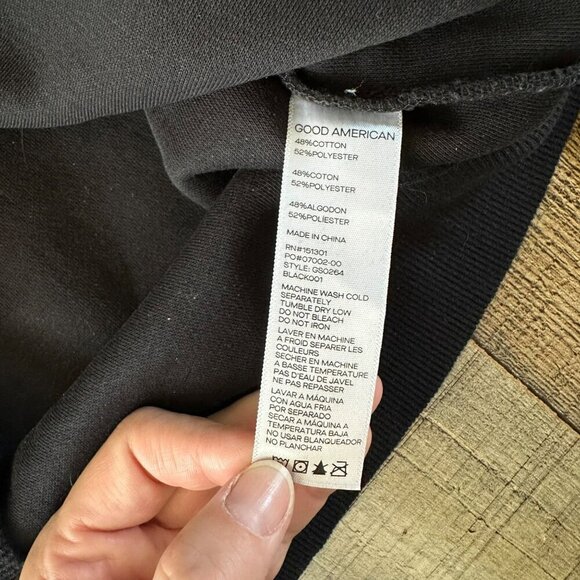 GOOD AMERICAN
48%COTTON
52%POLYESTER
48%COTON
52%POLYESTER
48%ALGODON
52%POLIESTER
MADE IN CHINA
RN#151301
PO#07002-00
STYLE: GS0264
BLACK001
MACHINE WASH COLD
SEPARATELY
TUMBLE DRY LOW
DO NOT BLEACH
DO NOT IRON
LAVER EN MACHINE
A FROID SEPARER LES
COULEURS
SECHER EN MACHINE
A BASSE TEMPERATURE
PAS D'EAU DE JAVEL
NE PAS REPASSER
LAVAR A MÁQUINA
CON AGUA FRIA
POR SEPARADO
SECAR A MÁQUINA A
TEMPERATURA BAJA
NO USAR BLANQUEADOR
NO PLANCHAR